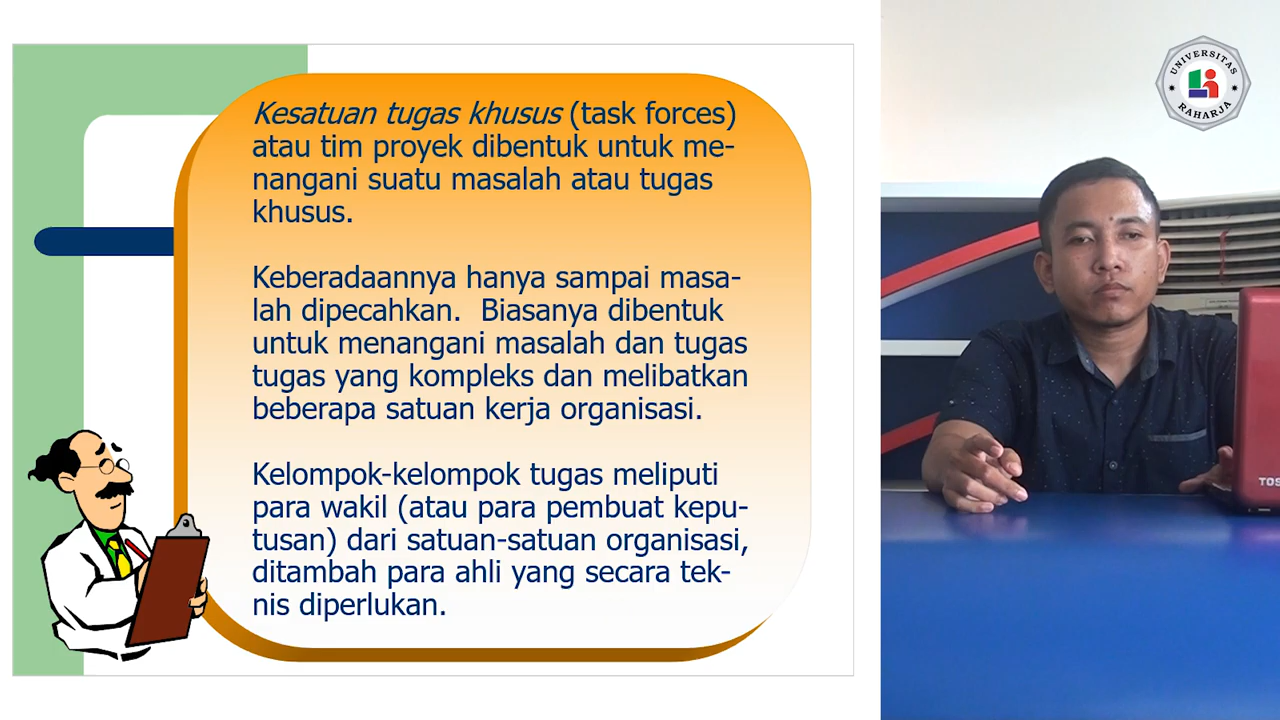 Kesatuan tugas khusus (task forces)
atau tim proyek dibentuk untuk me-
nangani suatu masalah atau tugas
khusus.
Keberadaannya hanya sampai masa-
lah dipecahkan.  Biasanya dibentuk
untuk menangani masalah dan tugas
tugas yang kompleks dan melibatkan
beberapa satuan kerja organisasi.
Kelompok-kelompok tugas meliputi
para wakil (atau para pembuat kepu-
tusan) dari satuan-satuan organisasi,
ditambah para ahli yang secara tek-
nis diperlukan.
UNIVERSITAS
RAHARJA
TOS